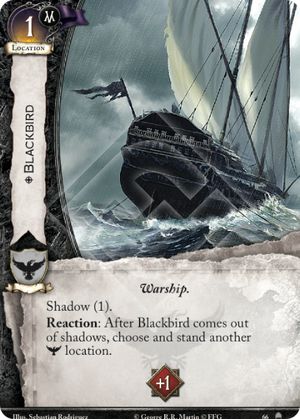 1
LOCATION
BLACKBIRD
Warship.
Shadow (1).
Reaction: After Blackbird comes out
of shadows, choose and stand another
location.
+1
Illus. Sebastian Rodriguez
© George R.R. Martin © FFG
66